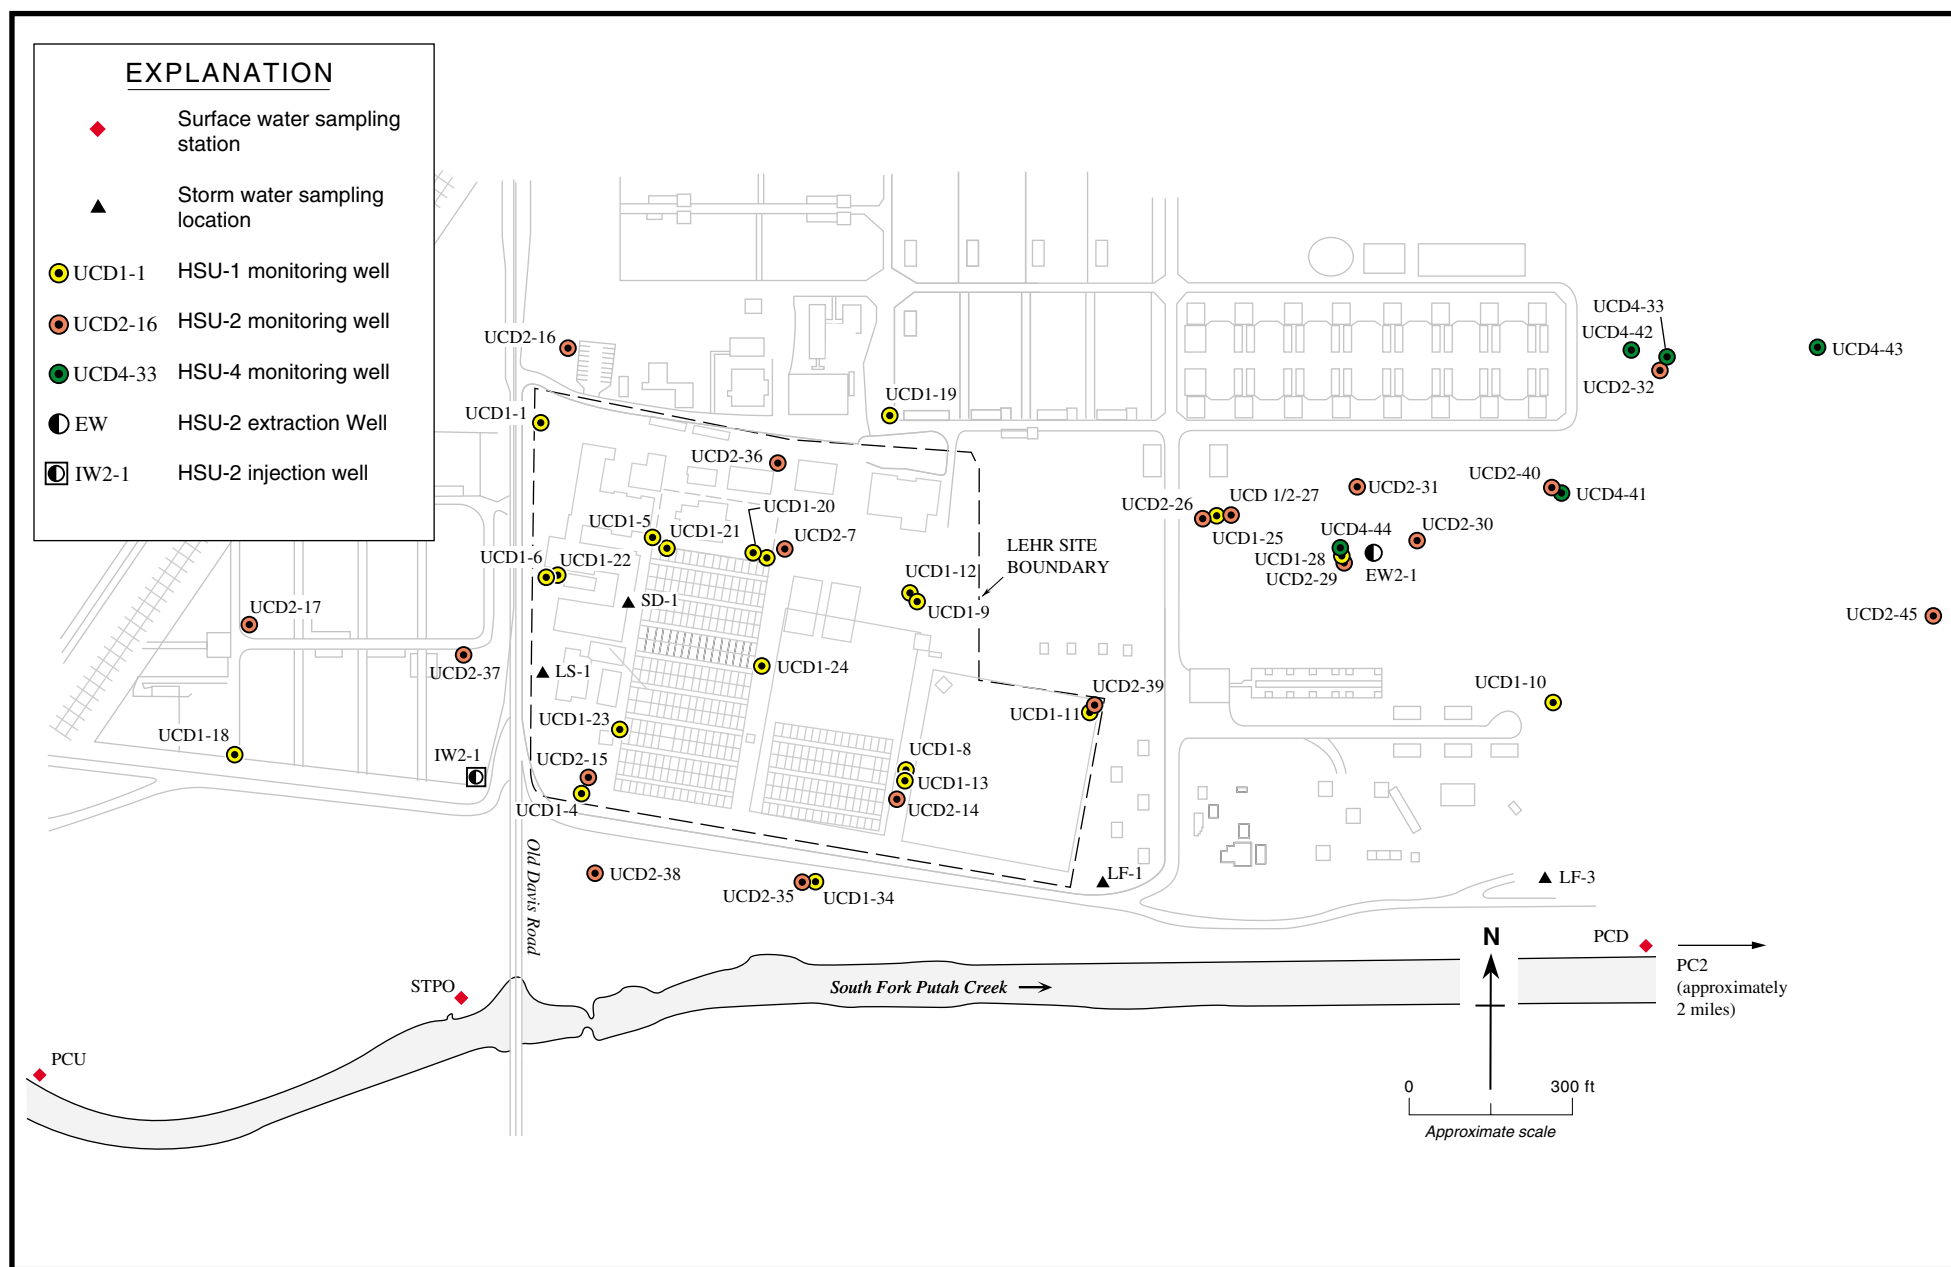 EXPLANATION
Surface water sampling
station
Storm water sampling
location
UCD1-1 HSU-1 monitoring well
UCD2-16 HSU-2 monitoring well
UCD4-33 HSU-4 monitoring well
EW HSU-2 extraction Well
IW2-1 HSU-2 injection well
UCD4-33
UCD4-42
UCD4-43
UCD2-16
UCD2-32
UCD1-19
UCD1-1
UCD2-36
UCD2-31
UCD2-40
UCD4-41
UCD2-26
UCD 1/2-27
UCD1-20
UCD1-5
UCD1-21
UCD2-7
UCD1-25
UCD4-44
UCD2-30
LEHR SITE
BOUNDARY
UCD1-6
UCD1-22
UCD1-28
UCD2-29
EW2-1
UCD1-12
UCD1-9
SD-1
UCD2-17
UCD2-45
UCD2-37
LS-1
UCD1-24
UCD2-39
UCD1-11
UCD1-10
UCD1-18
UCD1-23
IW2-1
UCD2-15
UCD1-8
UCD1-13
UCD1-4
UCD2-14
Old Davis Road
UCD2-38
UCD2-35
UCD1-34
LF-1
LF-3
N
PCD
PC2
(approximately
2 miles)
STPO
South Fork Putah Creek
PCU
0 300 ft
Approximate scale